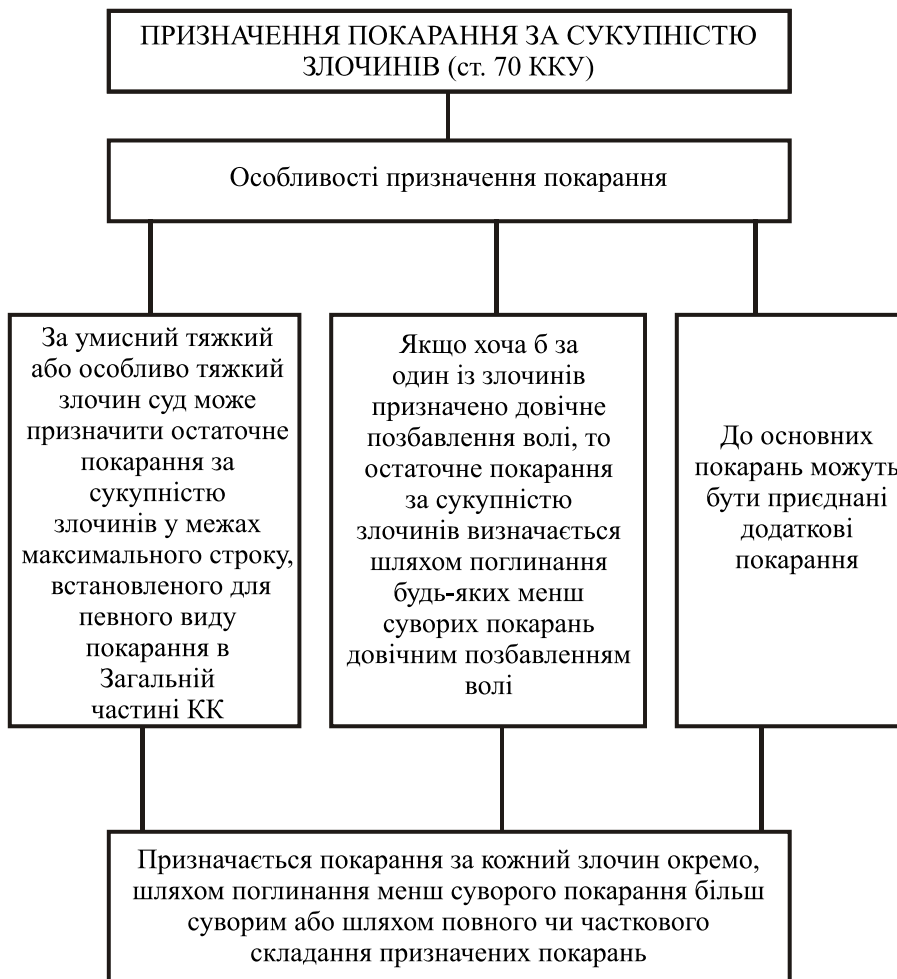 ПРИЗНАЧЕННЯ ПОКАРАННЯ ЗА СУКУПНІСТЮ
ЗЛОЧИНІВ (ст. 70 ККУ)
Особливості призначення покарання
За умисний тяжкий
або особливо тяжкий
злочин суд може
призначити остаточне
покарання за
сукупністю
злочинів у межах
максимального строку,
встановленого для
певного виду
покарання в
Загальній
частині КК
Якщо хоча б за
один із злочинів
призначено довічне
позбавлення волі, то
остаточне покарання
за сукупністю
злочинів визначається
шляхом поглинання
будь-яких менш
суворих покарань
довічним позбавленням
волі
До основних
покарань можуть
бути приєднані
додаткові
покарання
Призначається покарання за кожний злочин окремо,
шляхом поглинання менш суворого покарання більш
суворим або шляхом повного чи часткового
складання призначених покарань